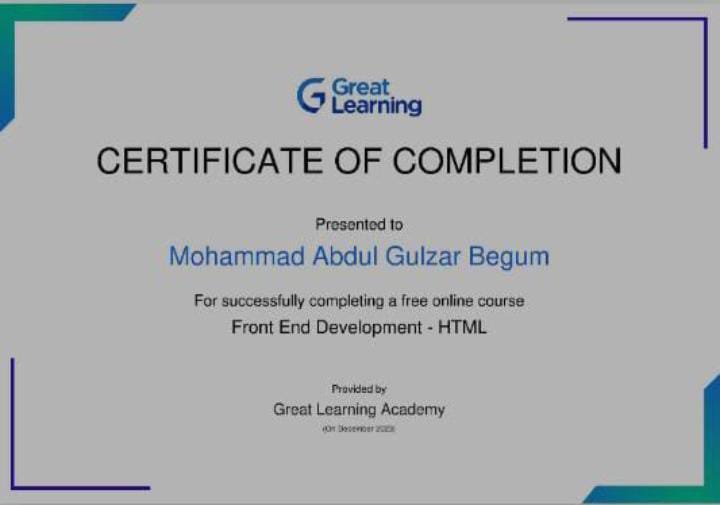 Great
Learning
CERTIFICATE OF COMPLETION
Presented to
Mohammad Abdul Gulzar Begum
For successfully completing a free online course
Front End Development - HTML
Provided by
Great Learning Academy
(On December